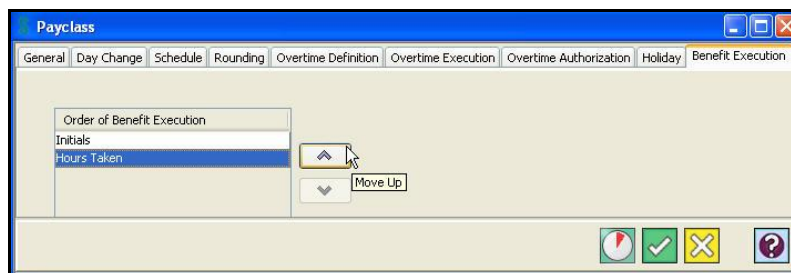 Payclass
General Day Change Schedule Rounding Overtime Definition Overtime Execution Overtime Authorization Holiday Benefit Execution
Order of Benefit Execution
Initials
Hours Taken
Move Up
?